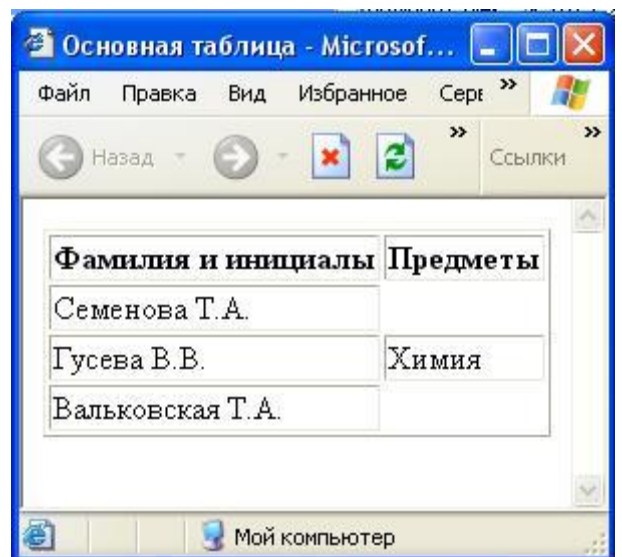 Основная таблица - Microsof...
Файл Правка Вид Избранное Серв »
Назад » Ссылки »
Фамилия и инициалы Предметы
Семенова Т.А.
Гусева В.В. Химия
Вальковская Т.А.
Мой компьютер